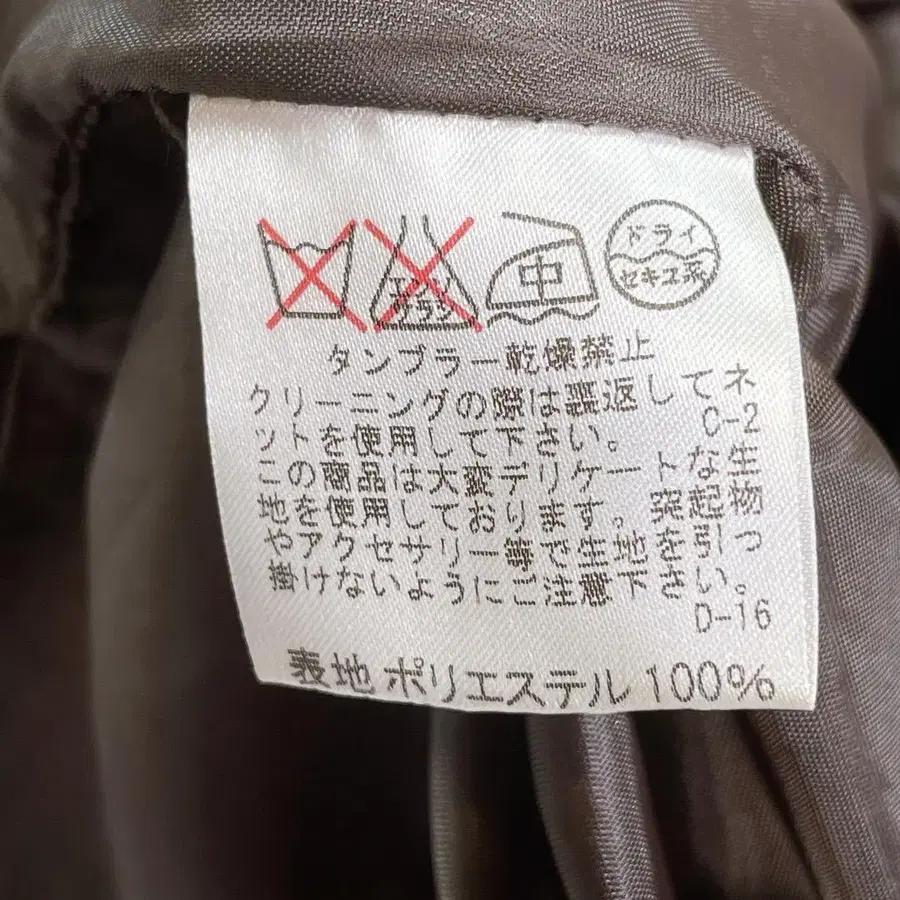 エンソ
サラシ
中
ドライ
セキユ系
タンブラー乾燥禁止
クリーニングの際は裏返してネ
ットを使用して下さい。 C-2
この商品は大変デリケートな生
地を使用しております。突起物
やアクセサリー等で生地を引っ
掛けないようにご注意下さい。
D-16
表地 ポリエステル 100%